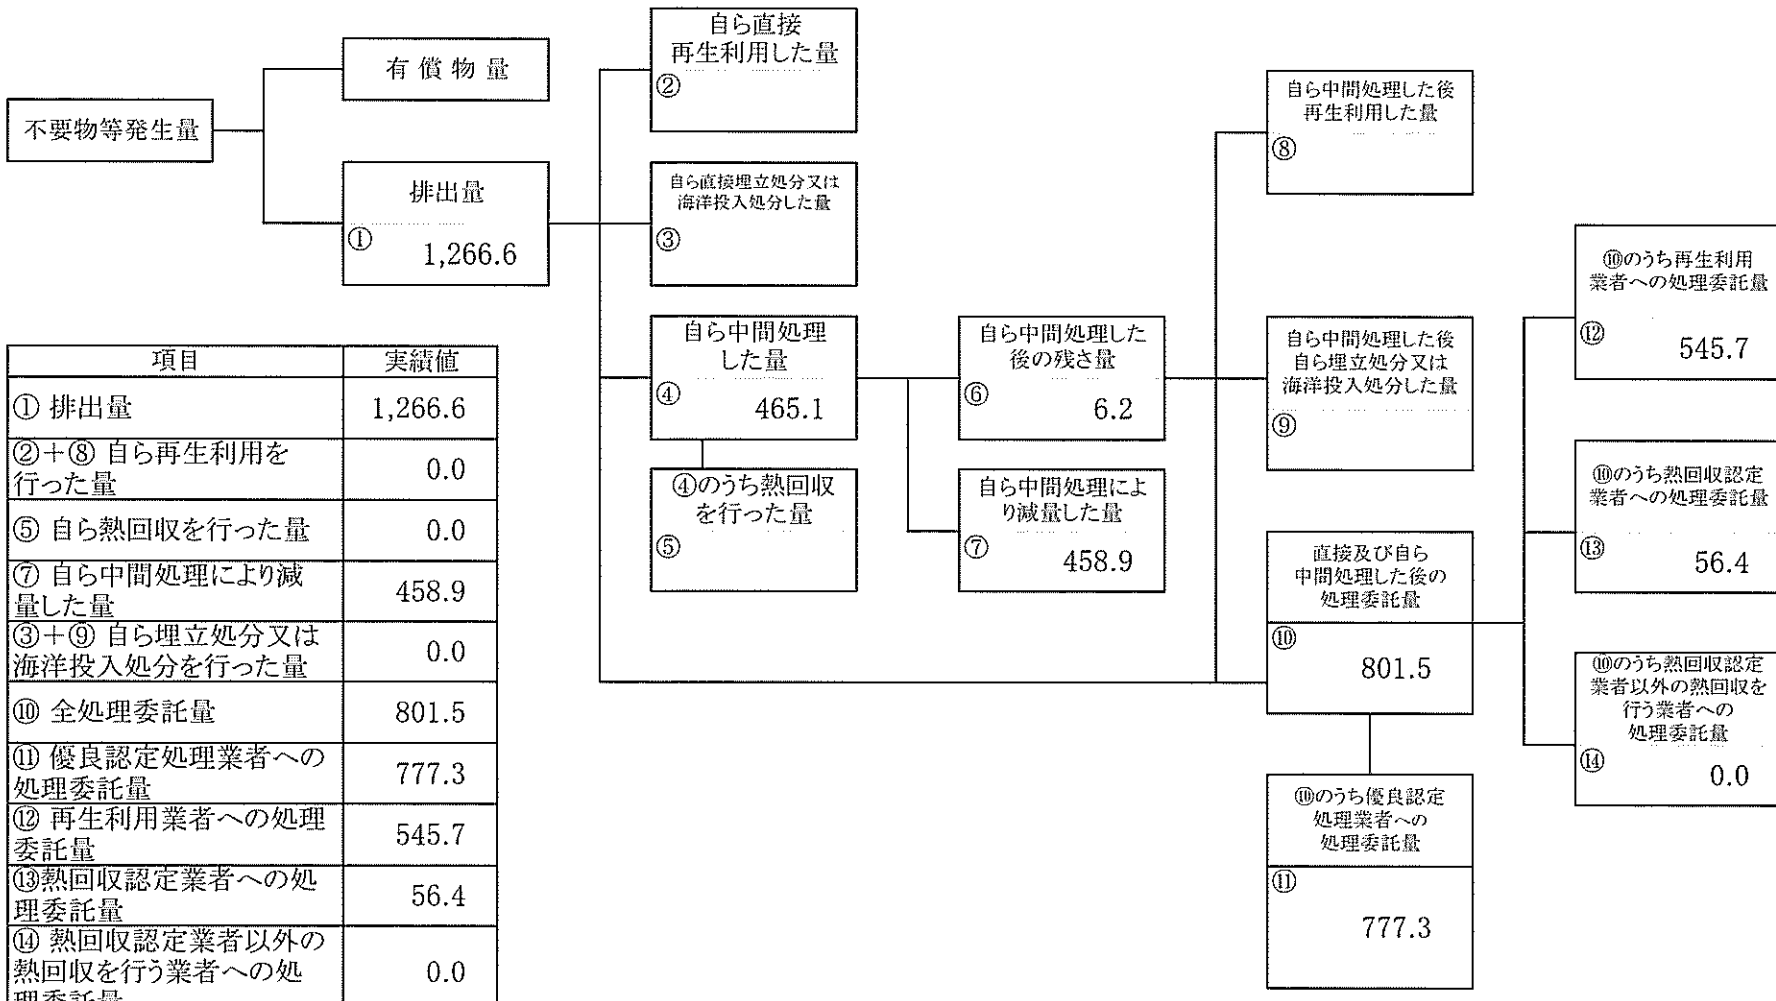 不要物等発生量
有償物量
排出量
①
1,266.6
自ら直接
再生利用した量
②
自ら直接埋立処分又は
海洋投入処分した量
③
自ら中間処理
した量
④
465.1
④のうち熱回収
を行った量
⑤
自ら中間処理した
後の残さ量
⑥
6.2
自ら中間処理によ
り減量した量
⑦
458.9
自ら中間処理した後
再生利用した量
⑧
自ら中間処理した後
自ら埋立処分又は
海洋投入処分した量
⑨
直接及び自ら
中間処理した後の
処理委託量
⑩
801.5
⑩のうち優良認定
処理業者への
処理委託量
⑪
777.3
⑩のうち再生利用
業者への処理委託量
⑫
545.7
⑩のうち熱回収認定
業者への処理委託量
⑬
56.4
⑩のうち熱回収認定
業者以外の熱回収を
行う業者への
処理委託量
⑭
0.0
項目 実績値
① 排出量 1,266.6
②+⑧ 自ら再生利用を
行った量 0.0
⑤ 自ら熱回収を行った量 0.0
⑦ 自ら中間処理により減
量した量 458.9
③+⑨ 自ら埋立処分又は
海洋投入処分を行った量 0.0
⑩ 全処理委託量 801.5
⑪ 優良認定処理業者への
処理委託量 777.3
⑫ 再生利用業者への処理
委託量 545.7
⑬熱回収認定業者への処
理委託量 56.4
⑭ 熱回収認定業者以外の
熱回収を行う業者への処 0.0
理委託量